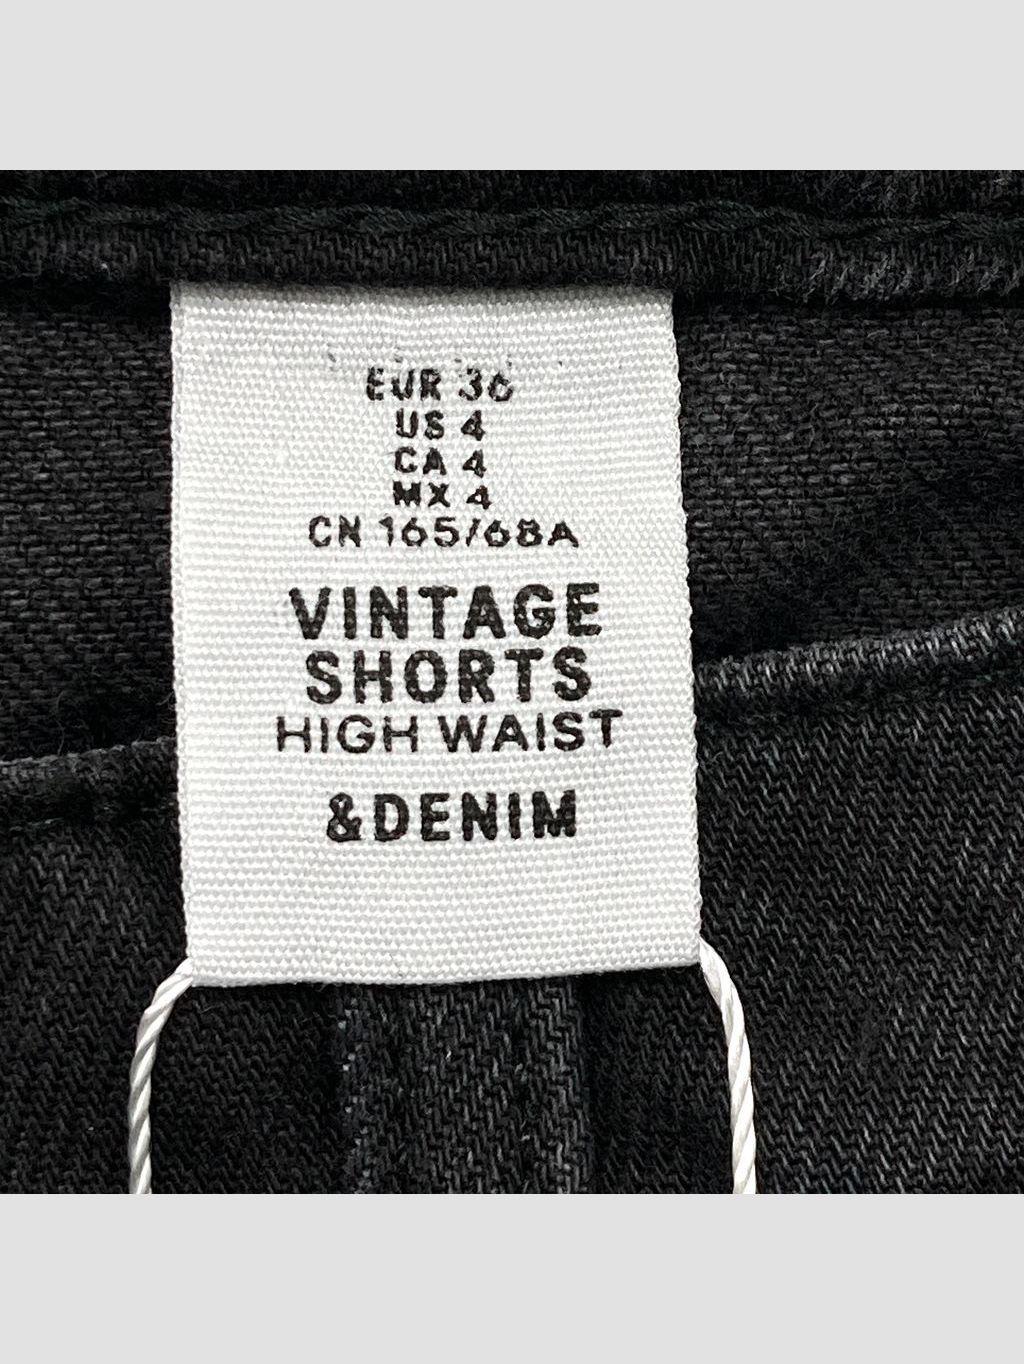 EUR 36
US 4
CA 4
MX 4
CN 165/68A
VINTAGE
SHORTS
HIGH WAIST
&DENIM